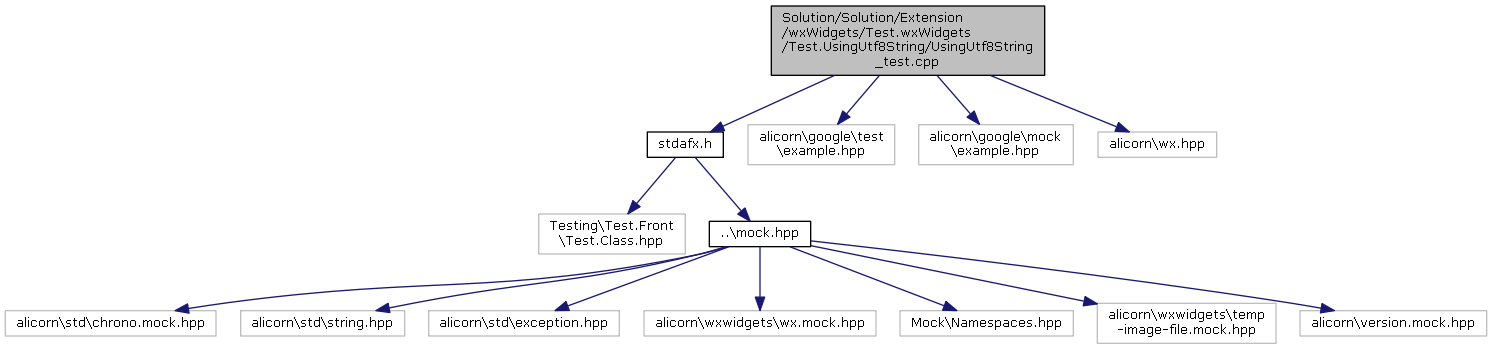 Solution/Solution/Extension
/wxWidgets/Test.wxWidgets
/Test.UsingUtf8String/UsingUtf8String
_test.cpp
stdafx.h
alicorn\google\test
\example.hpp
alicorn\google\mock
\example.hpp
alicorn\wx.hpp
Testing\Test.Front
\Test.Class.hpp
..\mock.hpp
alicorn\std\chrono.mock.hpp
alicorn\std\string.hpp
alicorn\std\exception.hpp
alicorn\wxwidgets\wx.mock.hpp
Mock\Namespaces.hpp
alicorn\wxwidgets\temp
-image-file.mock.hpp
alicorn\version.mock.hpp